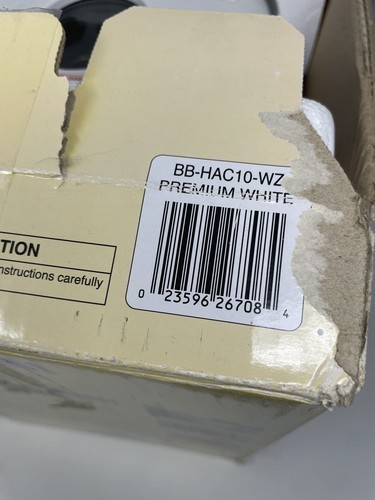 BB-HAC10-WZ
PREMIUM WHITE
TION
nstructions carefully
0 23596 26708 4